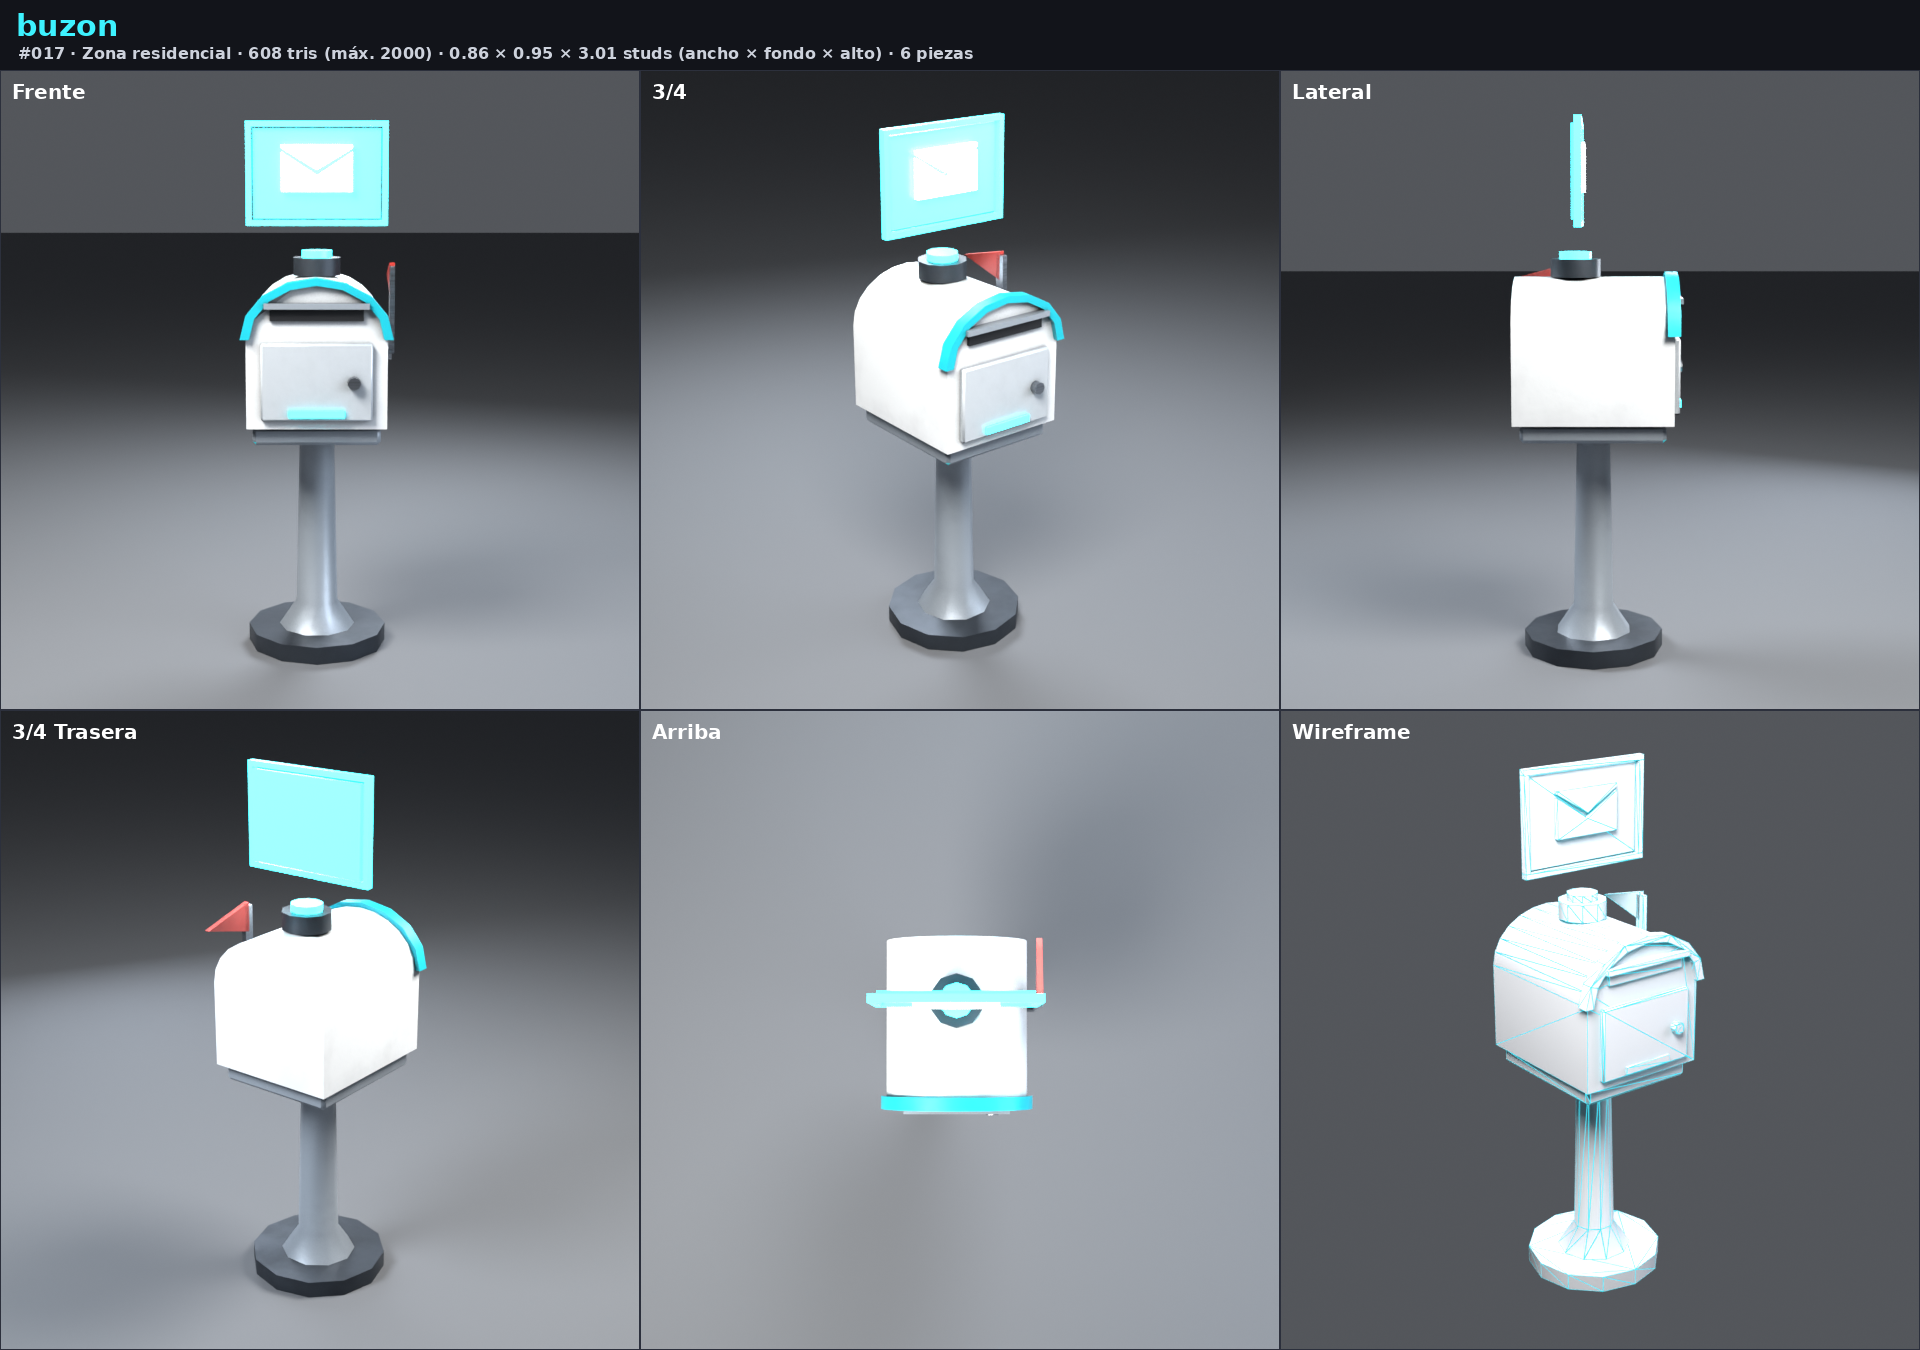 buzon
#017 · Zona residencial · 608 tris (máx. 2000) · 0.86 × 0.95 × 3.01 studs (ancho × fondo × alto) · 6 piezas
Frente
3/4
Lateral
3/4 Trasera
Arriba
Wireframe